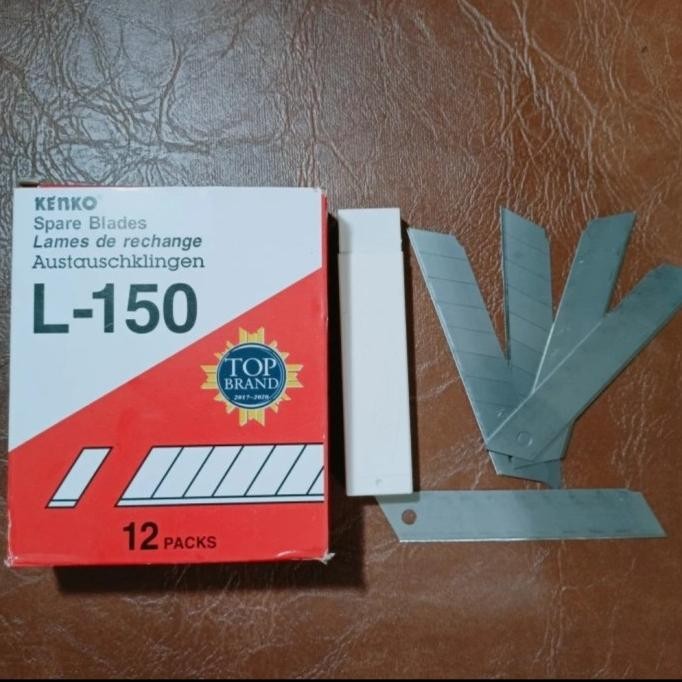 KENKO®
Spare Blades
Lames de rechange
Austauschklingen
L-150
TOP
BRAND
2017-2020
12 PACKS